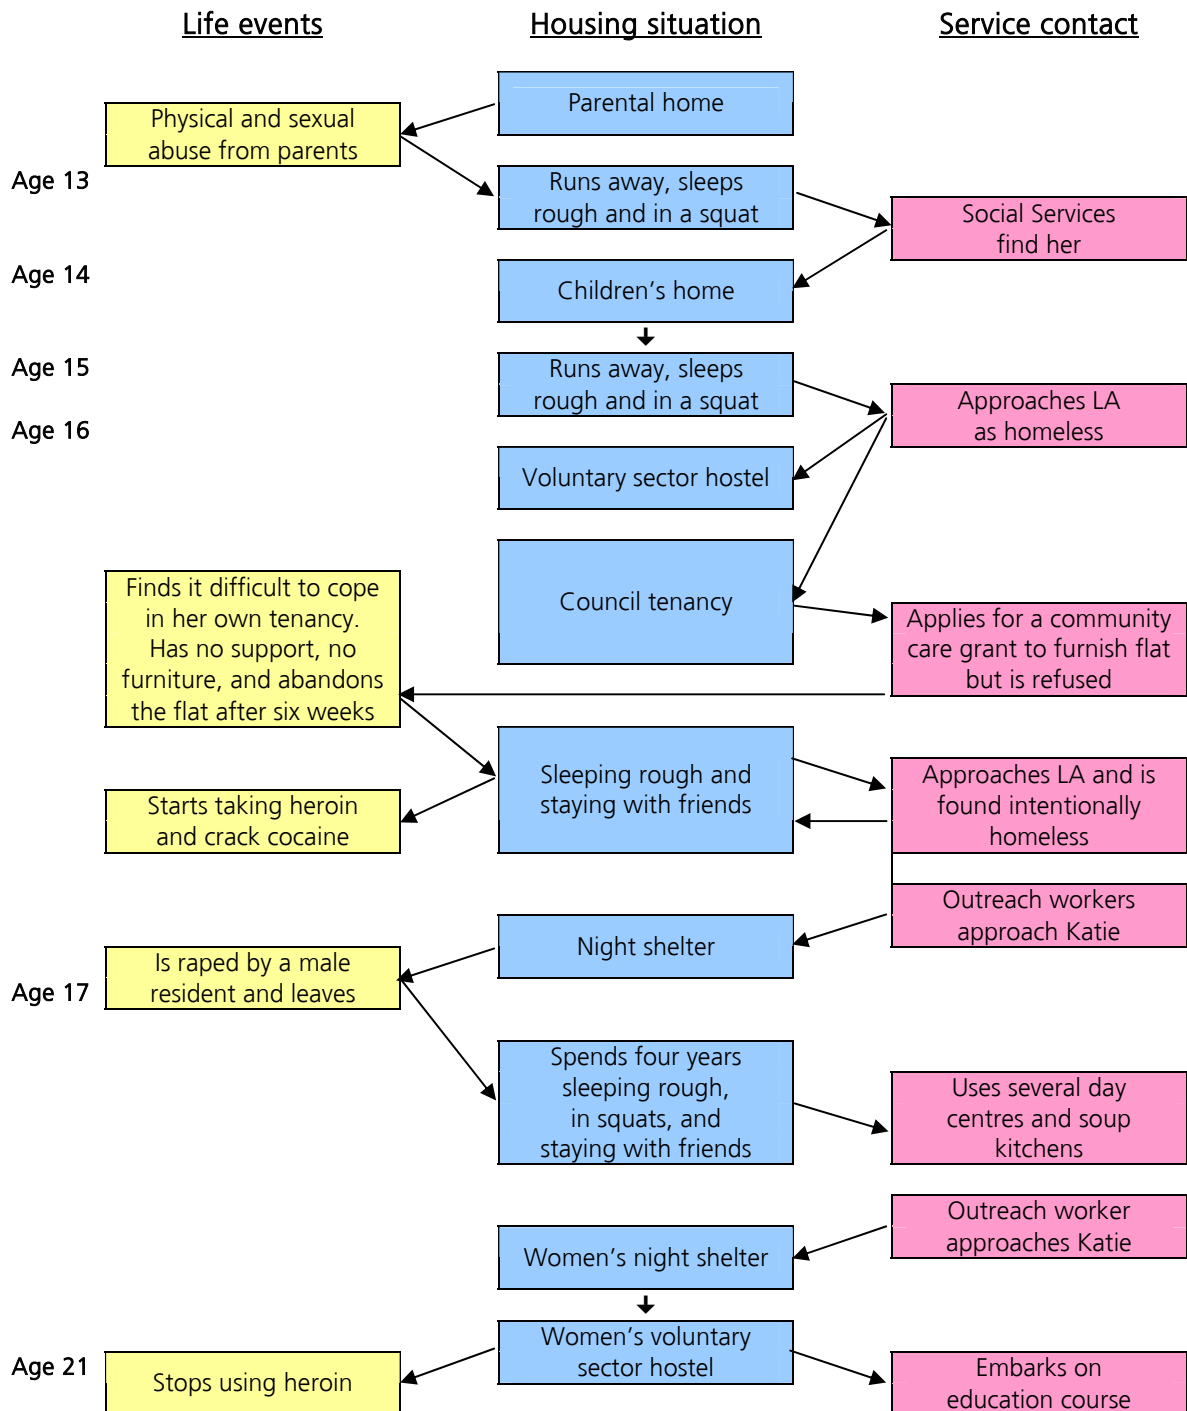 Life events
Housing situation
Service contact
Parental home
Physical and sexual
abuse from parents
Age 13
Runs away, sleeps
rough and in a squat
Social Services
find her
Age 14
Children’s home
Age 15
Runs away, sleeps
rough and in a squat
Approaches LA
as homeless
Age 16
Voluntary sector hostel
Council tenancy
Applies for a community
care grant to furnish flat
but is refused
Finds it difficult to cope
in her own tenancy.
Has no support, no
furniture, and abandons
the flat after six weeks
Sleeping rough and
staying with friends
Approaches LA and is
found intentionally
homeless
Starts taking heroin
and crack cocaine
Outreach workers
approach Katie
Night shelter
Is raped by a male
resident and leaves
Age 17
Spends four years
sleeping rough,
in squats, and
staying with friends
Uses several day
centres and soup
kitchens
Outreach worker
approaches Katie
Women’s night shelter
Women’s voluntary
sector hostel
Age 21
Stops using heroin
Embarks on
education course